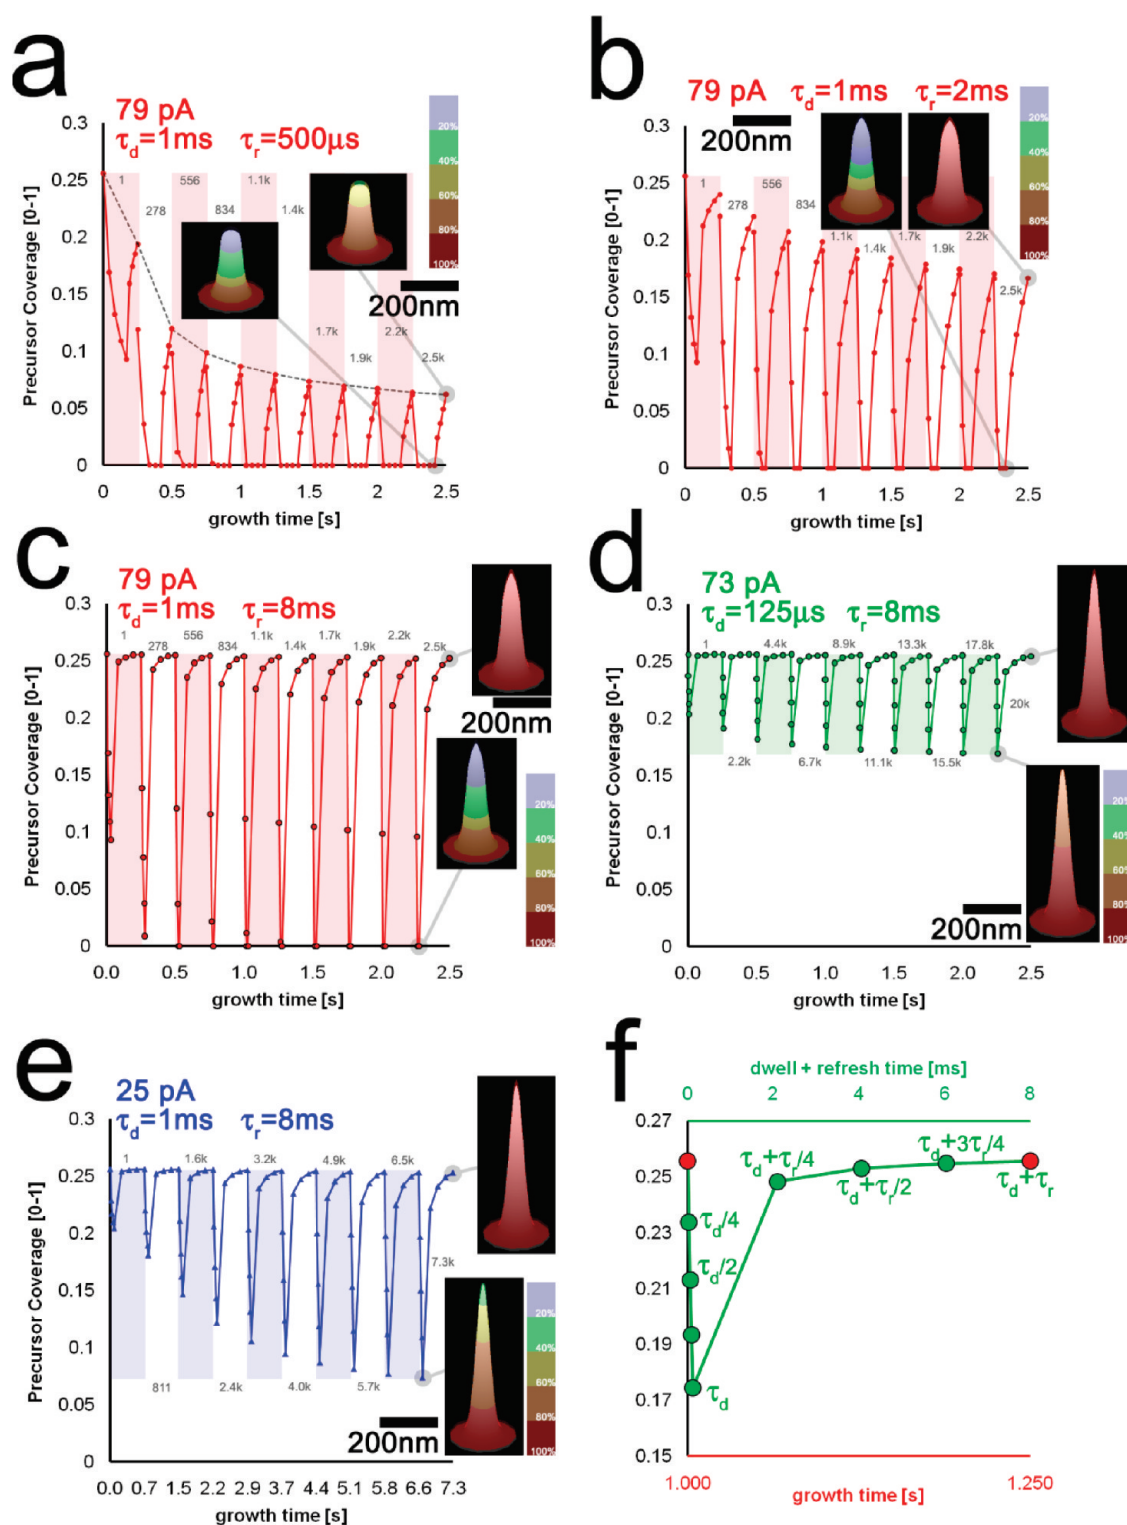 a
79 pA
τd=1ms τr=500µs
20%
40%
60%
80%
100%
0.3
0.25
0.2
0.15
0.1
0.05
0
Precursor Coverage [0-1]
1
278
556
834
1.1k
1.4k
1.7k
1.9k
2.2k
2.5k
200nm
0 0.5 1 1.5 2 2.5
growth time [s]
b
79 pA τd=1ms τr=2ms
200nm
20%
40%
60%
80%
100%
0.3
0.25
0.2
0.15
0.1
0.05
0
Precursor Coverage [0-1]
1
278
556
834
1.1k
1.4k
1.7k
1.9k
2.2k
2.5k
0 0.5 1 1.5 2 2.5
growth time [s]
c
79 pA
τd=1ms τr=8ms
0.3
0.25
0.2
0.15
0.1
0.05
0
Precursor Coverage [0-1]
1
278
556
834
1.1k
1.4k
1.7k
1.9k
2.2k
2.5k
200nm
20%
40%
60%
80%
100%
0.0 0.5 1.0 1.5 2.0 2.5
growth time [s]
d
73 pA
τd=125µs τr=8ms
0.3
0.25
0.2
0.15
0.1
0.05
0
Precursor Coverage [0-1]
1
4.4k
8.9k
13.3k
17.8k
20k
2.2k
6.7k
11.1k
15.5k
200nm
20%
40%
60%
80%
100%
0.0 0.5 1.0 1.5 2.0 2.5
growth time [s]
e
25 pA
τd=1ms τr=8ms
0.3
0.25
0.2
0.15
0.1
0.05
0
Precursor Coverage [0-1]
1
1.6k
3.2k
4.9k
6.5k
7.3k
811
2.4k
4.0k
5.7k
200nm
20%
40%
60%
80%
100%
0.0 0.7 1.5 2.2 2.9 3.7 4.4 5.1 5.8 6.6 7.3
growth time [s]
f
dwell + refresh time [ms]
0 2 4 6 8
0.27
0.25
0.23
0.21
0.19
0.17
0.15
τd/4
τd/2
τd
τd+τr/4
τd+τr/2
τd+3τr/4
τd+τr
1.000 1.250
growth time [s]